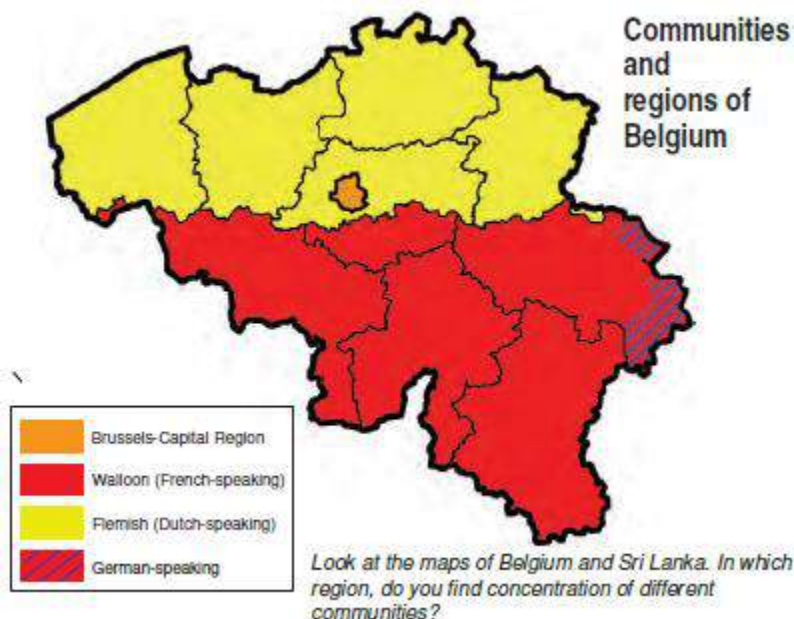 Communities
and
regions of
Belgium
Brussels-Capital Region
Walloon (French-speaking)
Flemish (Dutch-speaking)
German-speaking
Look at the maps of Belgium and Sri Lanka. In which
region, do you find concentration of different
communities?